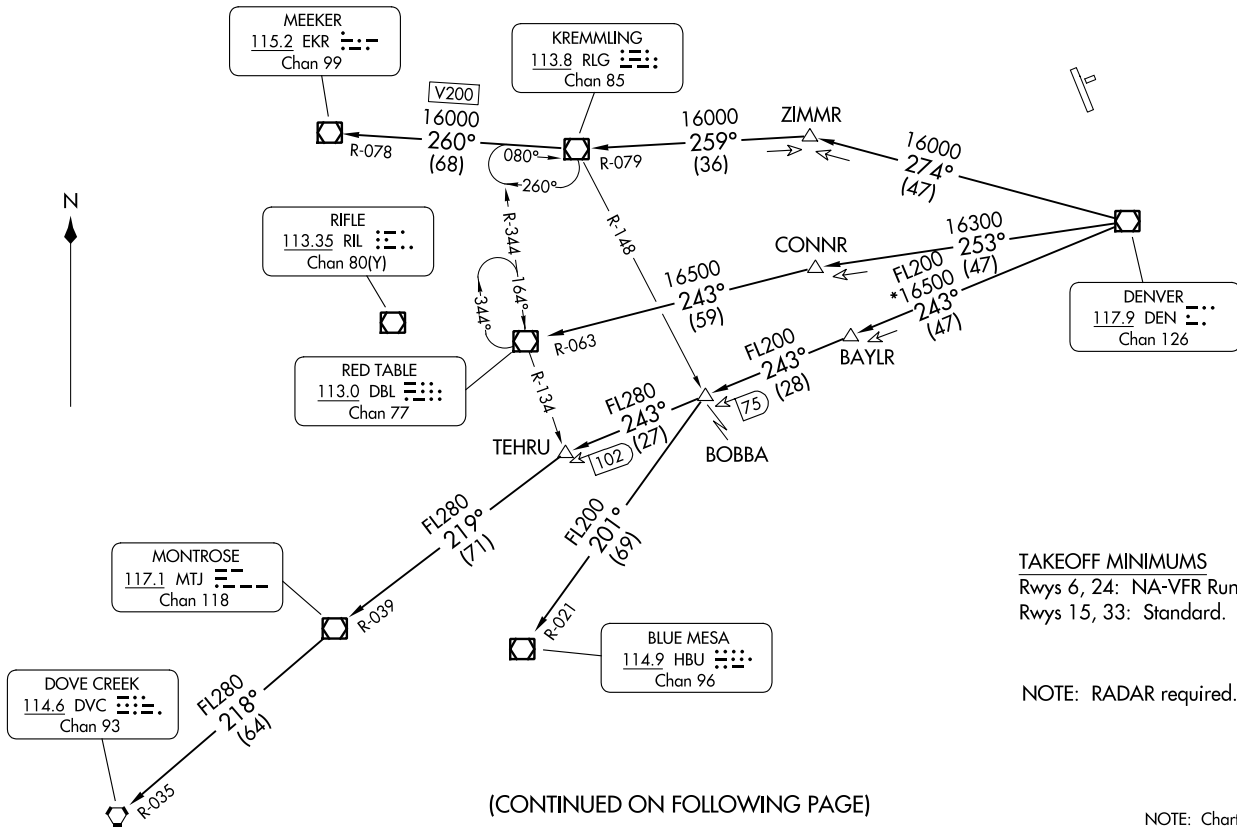 MEEKER
115.2 EKR
Chan 99
KREMMLING
113.8 RLG
Chan 85
V200
16000
260°
(68)
R-078
080°
260°
R-079
16000
259°
(36)
ZIMMR
16000
274°
(47)
N
RIFLE
113.35 RIL
Chan 80(Y)
R-344
164°
344°
R-148
CONNR
16300
253°
(47)
16500
243°
(59)
R-063
FL200
*16500
243°
(47)
DENVER
117.9 DEN
Chan 126
RED TABLE
113.0 DBL
Chan 77
R-134
BAYLR
FL200
243°
(28)
75
BOBBA
FL280
243°
(27)
102
TEHRU
FL280
219°
(71)
FL200
201°
(69)
MONTROSE
117.1 MTJ
Chan 118
R-039
R-021
BLUE MESA
114.9 HBU
Chan 96
TAKEOFF MINIMUMS
Rwys 6, 24: NA-VFR Run
Rwys 15, 33: Standard.
NOTE: RADAR required.
DOVE CREEK
114.6 DVC
Chan 93
FL280
218°
(64)
R-035
(CONTINUED ON FOLLOWING PAGE)
NOTE: Chart